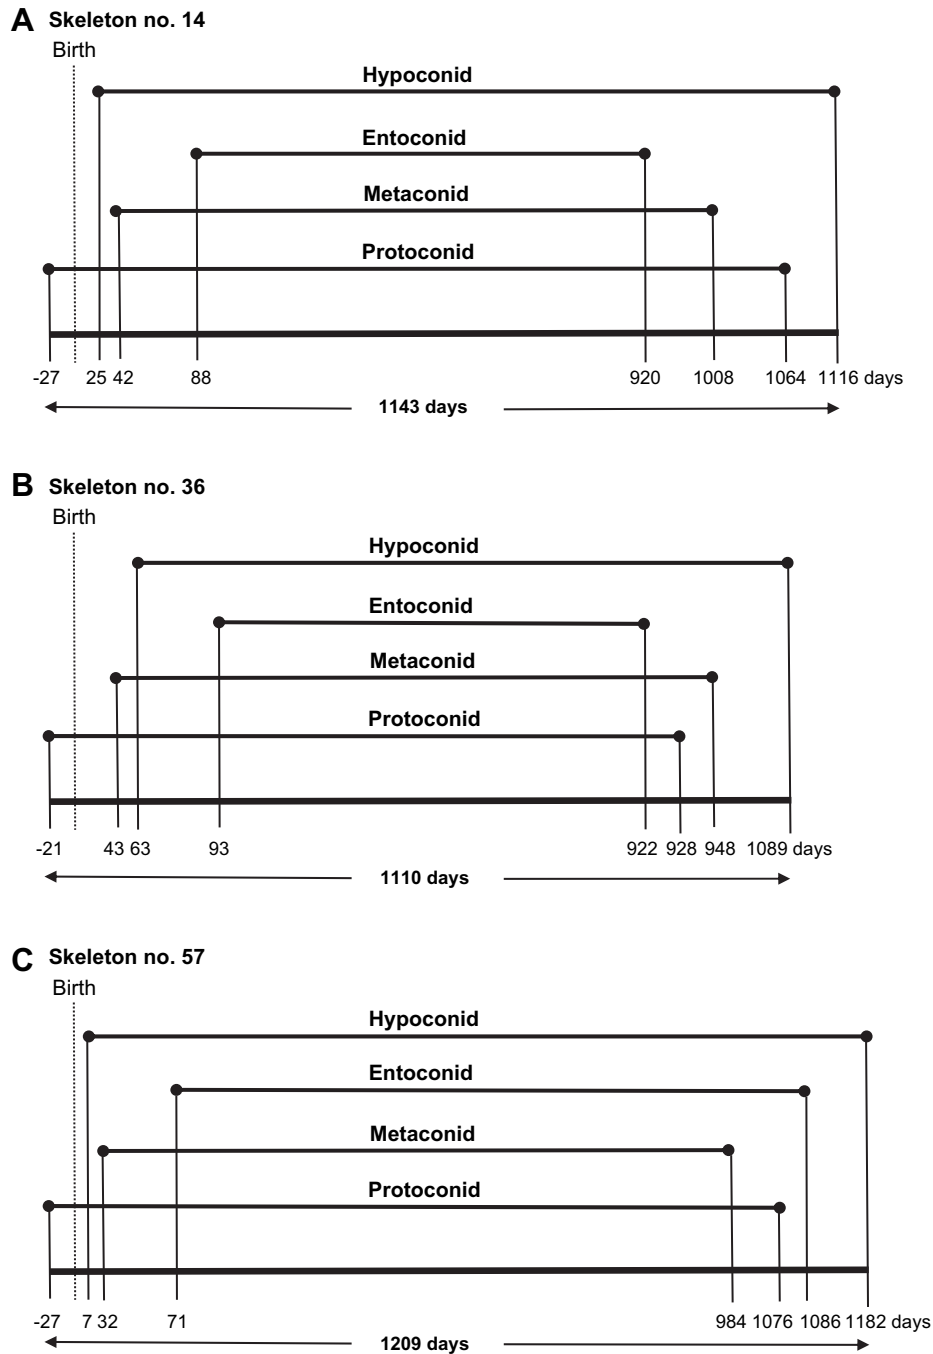 A Skeleton no. 14
Birth
Hypoconid
Entoconid
Metaconid
Protoconid
-27 25 42 88 920 1008 1064 1116 days
1143 days
B Skeleton no. 36
Birth
Hypoconid
Entoconid
Metaconid
Protoconid
-21 43 63 93 922 928 948 1089 days
1110 days
C Skeleton no. 57
Birth
Hypoconid
Entoconid
Metaconid
Protoconid
-27 7 32 71 984 1076 1086 1182 days
1209 days